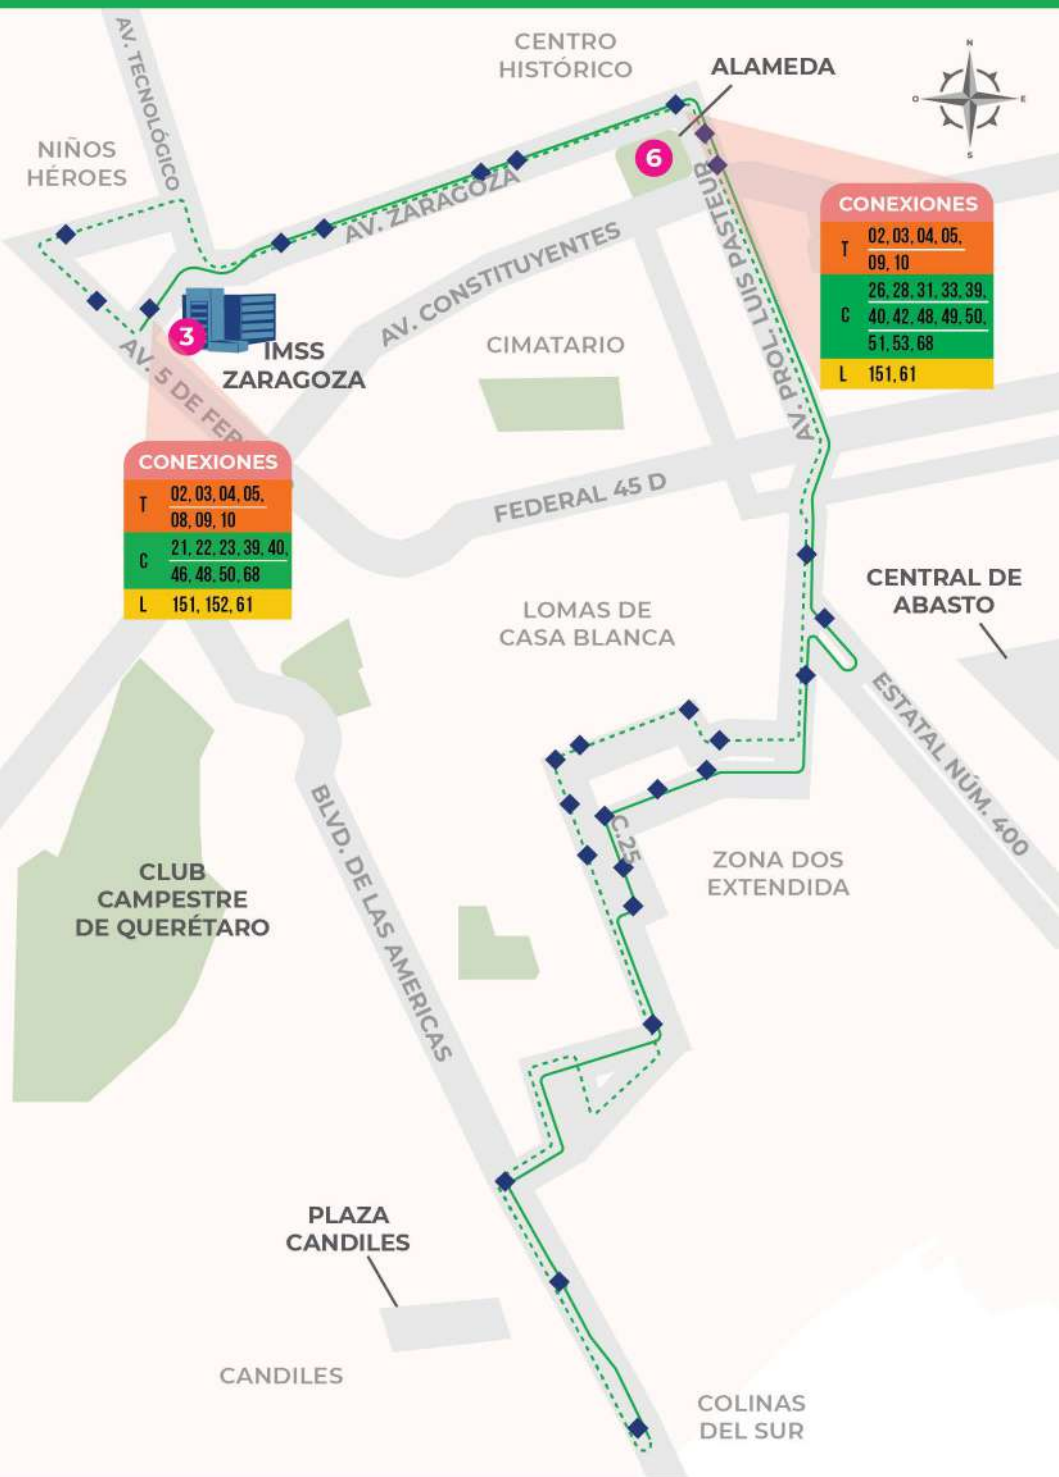 AV. TECNOLÓGICO
CENTRO
HISTÓRICO
ALAMEDA
N
O
E
S
NIÑOS
HÉROES
6
AV. ZARAGOZA
AV. CONSTITUYENTES
AV. PROL. LUIS PASTEUR
CONEXIONES
T
02, 03, 04, 05,
09, 10
C
26, 28, 31, 33, 39,
40, 42, 48, 49, 50,
51, 53, 68
L
151, 61
3
IMSS
ZARAGOZA
CIMATARIO
AV. 5 DE FEB
CONEXIONES
T
02, 03, 04, 05,
08, 09, 10
C
21, 22, 23, 39, 40,
46, 48, 50, 68
L
151, 152, 61
FEDERAL 45 D
LOMAS DE
CASA BLANCA
CENTRAL DE
ABASTO
ESTATAL NÚM. 400
BLVD. DE LAS AMERICAS
C.25
ZONA DOS
EXTENDIDA
CLUB
CAMPESTRE
DE QUERÉTARO
PLAZA
CANDILES
CANDILES
COLINAS
DEL SUR